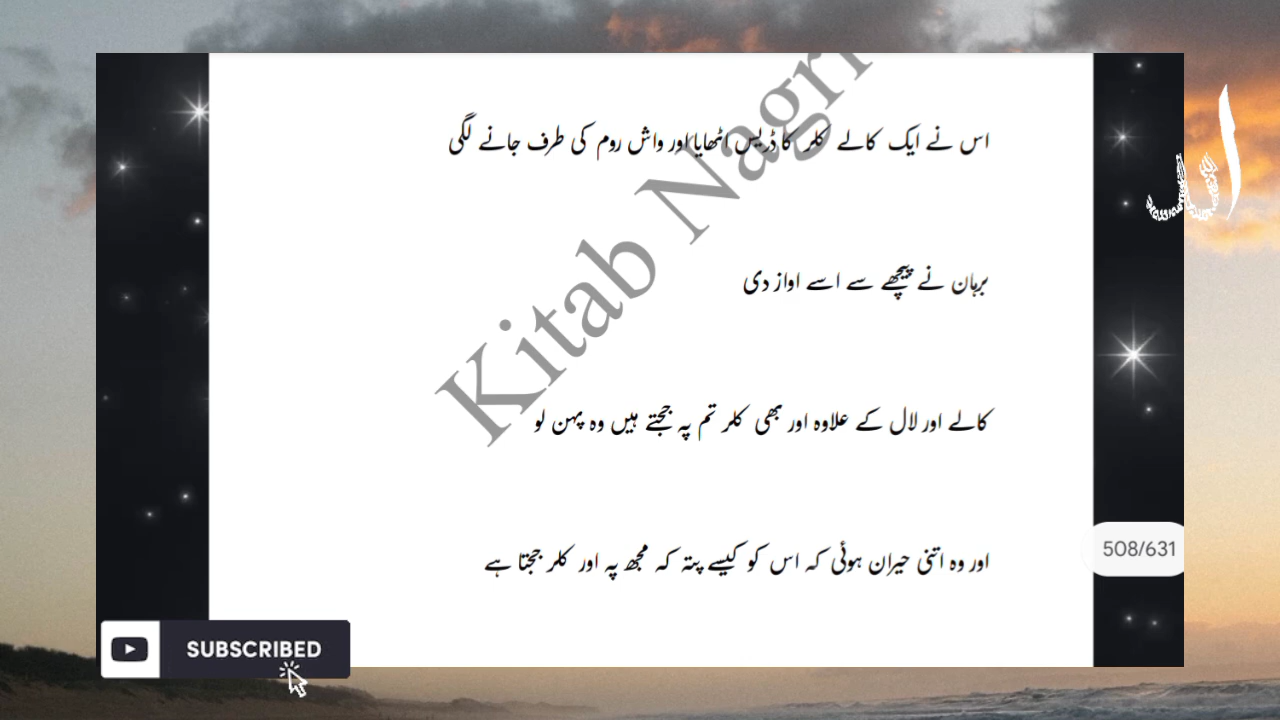 Kitab Nagri
اس نے ایک کالے کلر کا ڈریس اٹھایا اور واش روم کی طرف جانے لگی
برہان نے پیچھے سے اسے اواز دی
کالے اور لال کے علاوہ اور بھی کلر تم پہ ججتے ہیں وہ پہن لو
اور وہ اتنی حیران ہوئی کہ اس کو کیسے پتہ کہ مجھ پہ اور کلر ججتا ہے
508/631
SUBSCRIBED